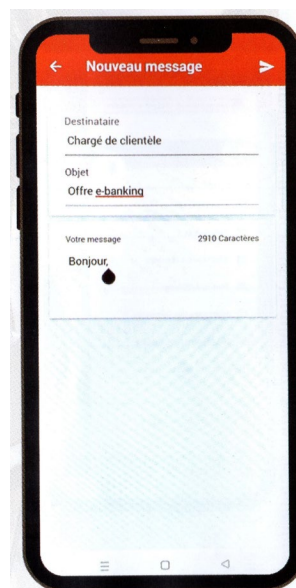 Nouveau message
Destinataire
Chargé de clientèle
Objet
Offre e-banking
Votre message 2910 Caractères
Bonjour,